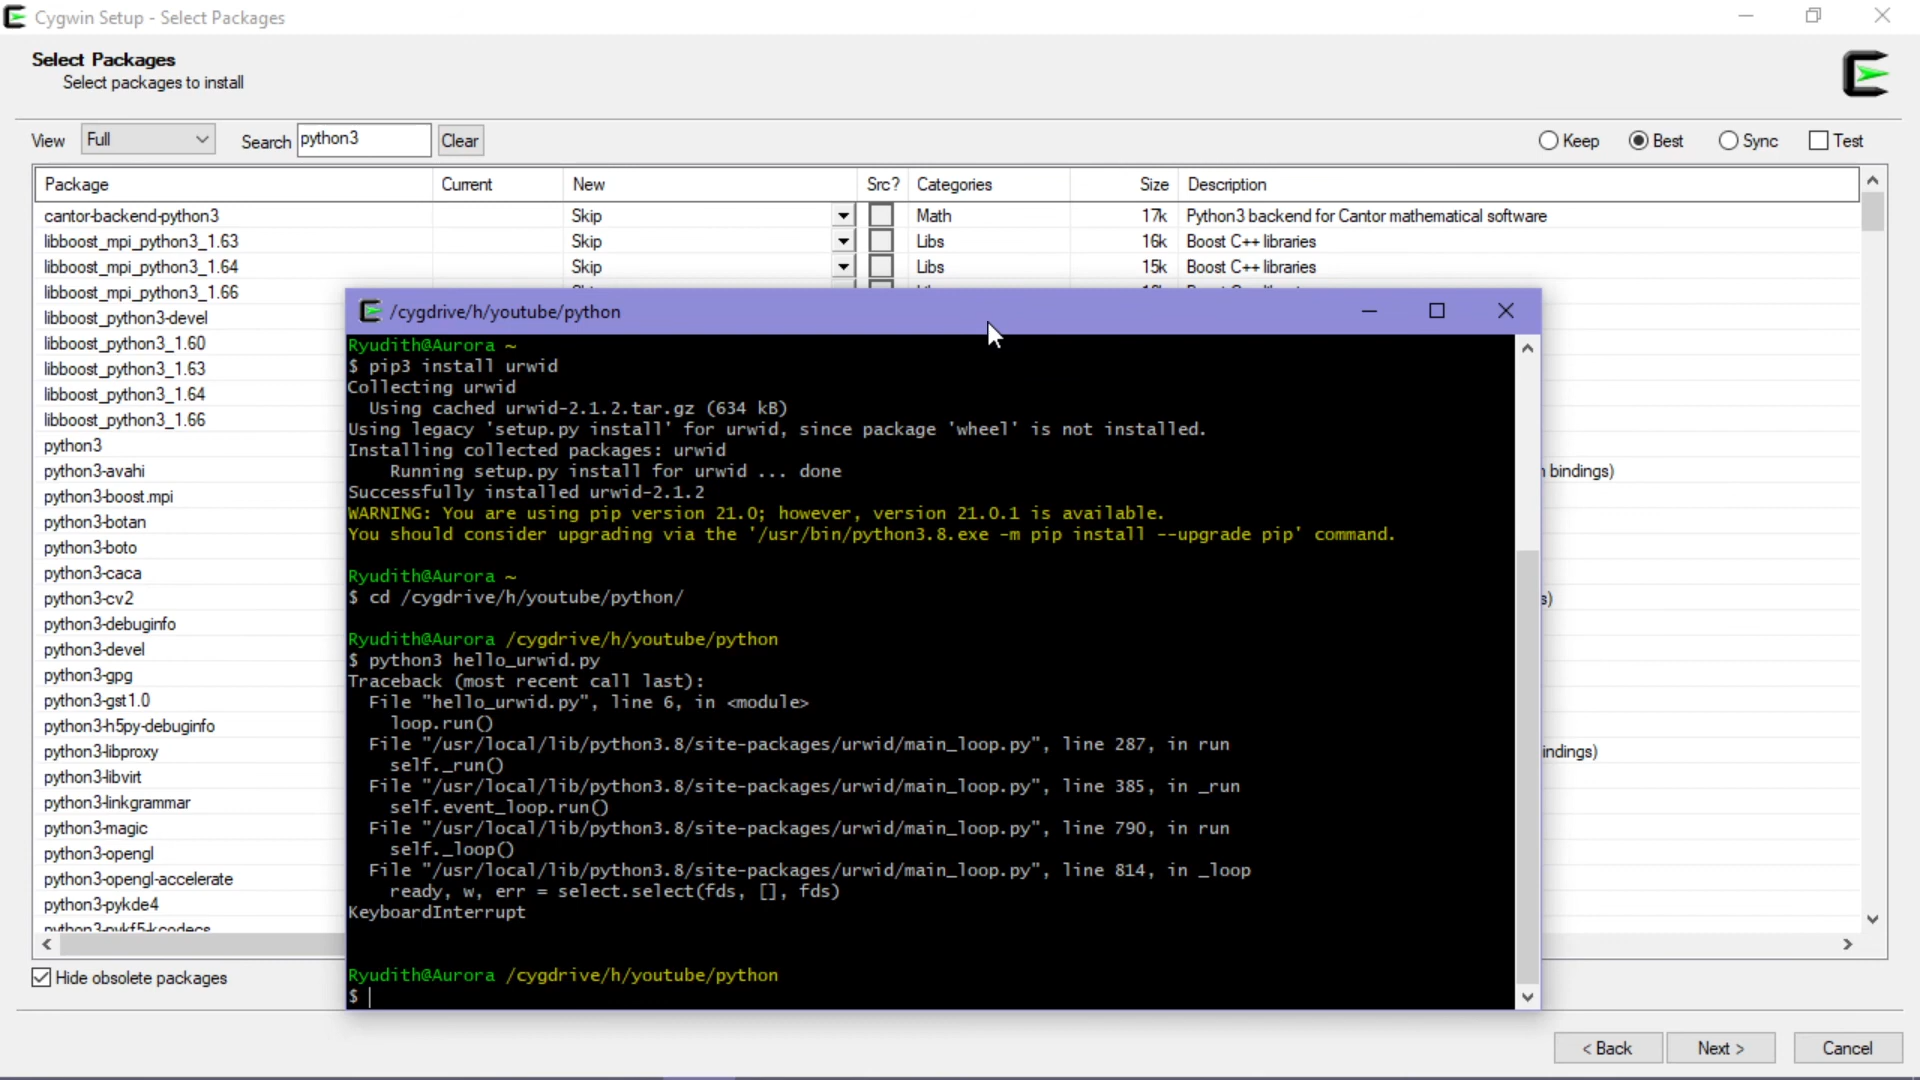 Cygwin Setup - Select Packages
Select Packages
Select packages to install
View Full Search python3 Clear Keep Best Sync Test
Package Current New Src? Categories Size Description
cantor-backend-python3 Skip Math 17k Python3 backend for Cantor mathematical software
libboost_mpi_python3_1.63 Skip Libs 16k Boost C++ libraries
libboost_mpi_python3_1.64 Skip Libs 15k Boost C++ libraries
libboost_mpi_python3_1.66
libboost_python3-devel
libboost_python3_1.60
libboost_python3_1.63
libboost_python3_1.64
libboost_python3_1.66
python3
python3-avahi
n bindings)
python3-boost.mpi
python3-botan
python3-boto
python3-caca
python3-cv2
s)
python3-debuginfo
python3-devel
python3-gpg
python3-gst1.0
python3-h5py-debuginfo
python3-libproxy
indings)
python3-libvirt
python3-linkgrammar
python3-magic
python3-opengl
python3-opengl-accelerate
python3-pykde4
python3-pykf5-kcodecs
Hide obsolete packages
/cygdrive/h/youtube/python
Ryudith@Aurora ~
$ pip3 install urwid
Collecting urwid
Using cached urwid-2.1.2.tar.gz (634 kB)
Using legacy 'setup.py install' for urwid, since package 'wheel' is not installed.
Installing collected packages: urwid
Running setup.py install for urwid ... done
Successfully installed urwid-2.1.2
WARNING: You are using pip version 21.0; however, version 21.0.1 is available.
You should consider upgrading via the '/usr/bin/python3.8.exe -m pip install --upgrade pip' command.
Ryudith@Aurora ~
$ cd /cygdrive/h/youtube/python/
Ryudith@Aurora /cygdrive/h/youtube/python
$ python3 hello_urwid.py
Traceback (most recent call last):
File "hello_urwid.py", line 6, in <module>
loop.run()
File "/usr/local/lib/python3.8/site-packages/urwid/main_loop.py", line 287, in run
self._run()
File "/usr/local/lib/python3.8/site-packages/urwid/main_loop.py", line 385, in _run
self.event_loop.run()
File "/usr/local/lib/python3.8/site-packages/urwid/main_loop.py", line 790, in run
self._loop()
File "/usr/local/lib/python3.8/site-packages/urwid/main_loop.py", line 814, in _loop
ready, w, err = select.select(fds, [], fds)
KeyboardInterrupt
Ryudith@Aurora /cygdrive/h/youtube/python
$
< Back Next > Cancel